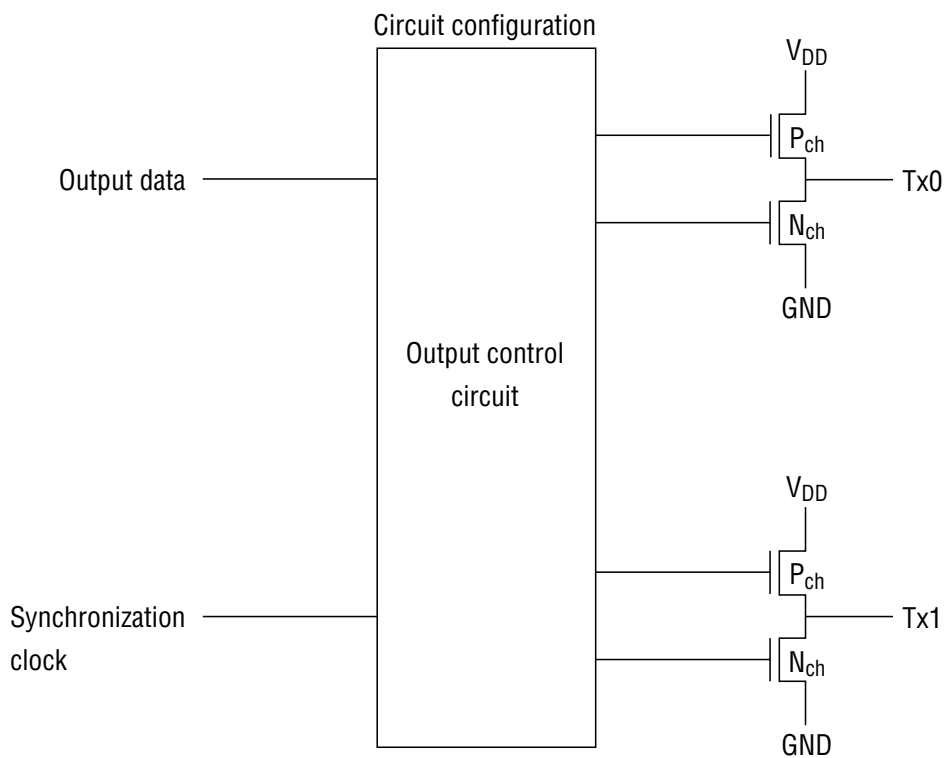 Circuit configuration
V_DD
P_ch
Output data
Tx0
N_ch
GND
Output control
circuit
V_DD
P_ch
Synchronization
clock
Tx1
N_ch
GND